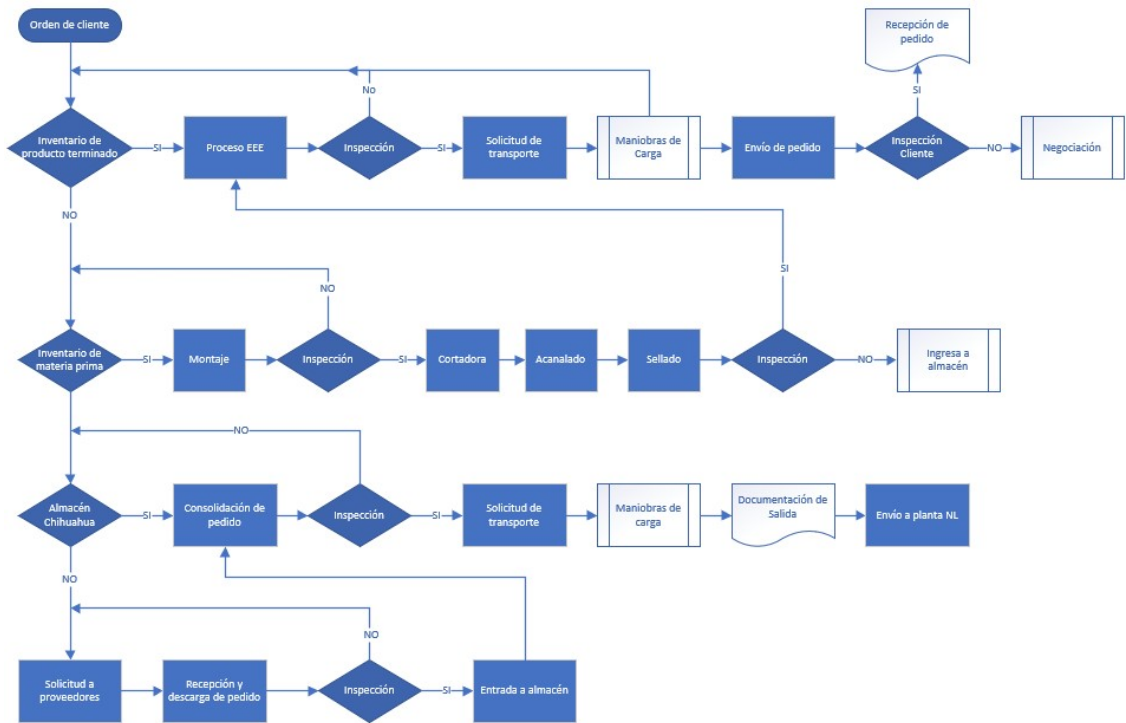 Orden de cliente
Recepción de
pedido
No
SI
Inventario de
producto terminado
SI
Proceso EEE
Inspección
SI
Solicitud de
transporte
Maniobras de
Carga
Envío de pedido
Inspección
Cliente
NO
Negociación
NO
NO
SI
Inventario de
materia prima
SI
Montaje
Inspección
SI
Cortadora
Acanalado
Sellado
Inspección
NO
Ingresa a
almacén
NO
Almacén
Chihuahua
SI
Consolidación de
pedido
Inspección
SI
Solicitud de
transporte
Maniobras de
carga
Documentación de
Salida
Envío a planta NL
NO
NO
Solicitud a
proveedores
Recepción y
descarga de pedido
Inspección
SI
Entrada a almacén